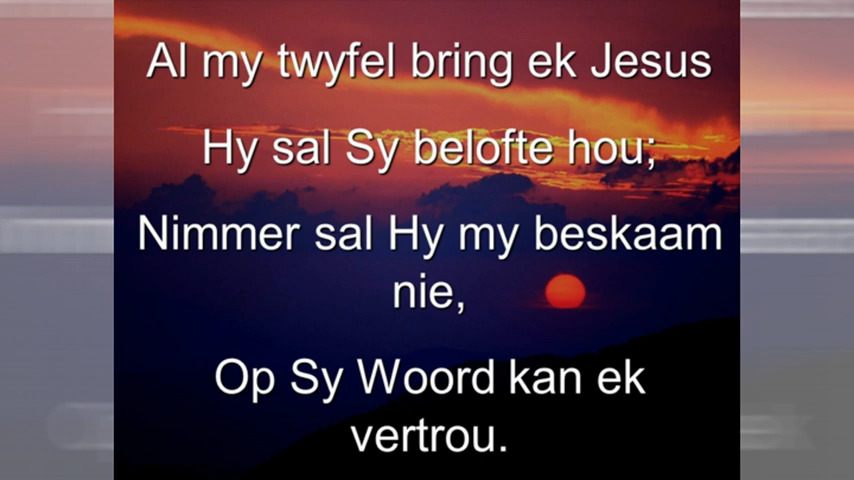 Al my twyfel bring ek Jesus
Hy sal Sy belofte hou;
Nimmer sal Hy my beskaam
nie,
Op Sy Woord kan ek
vertrou.